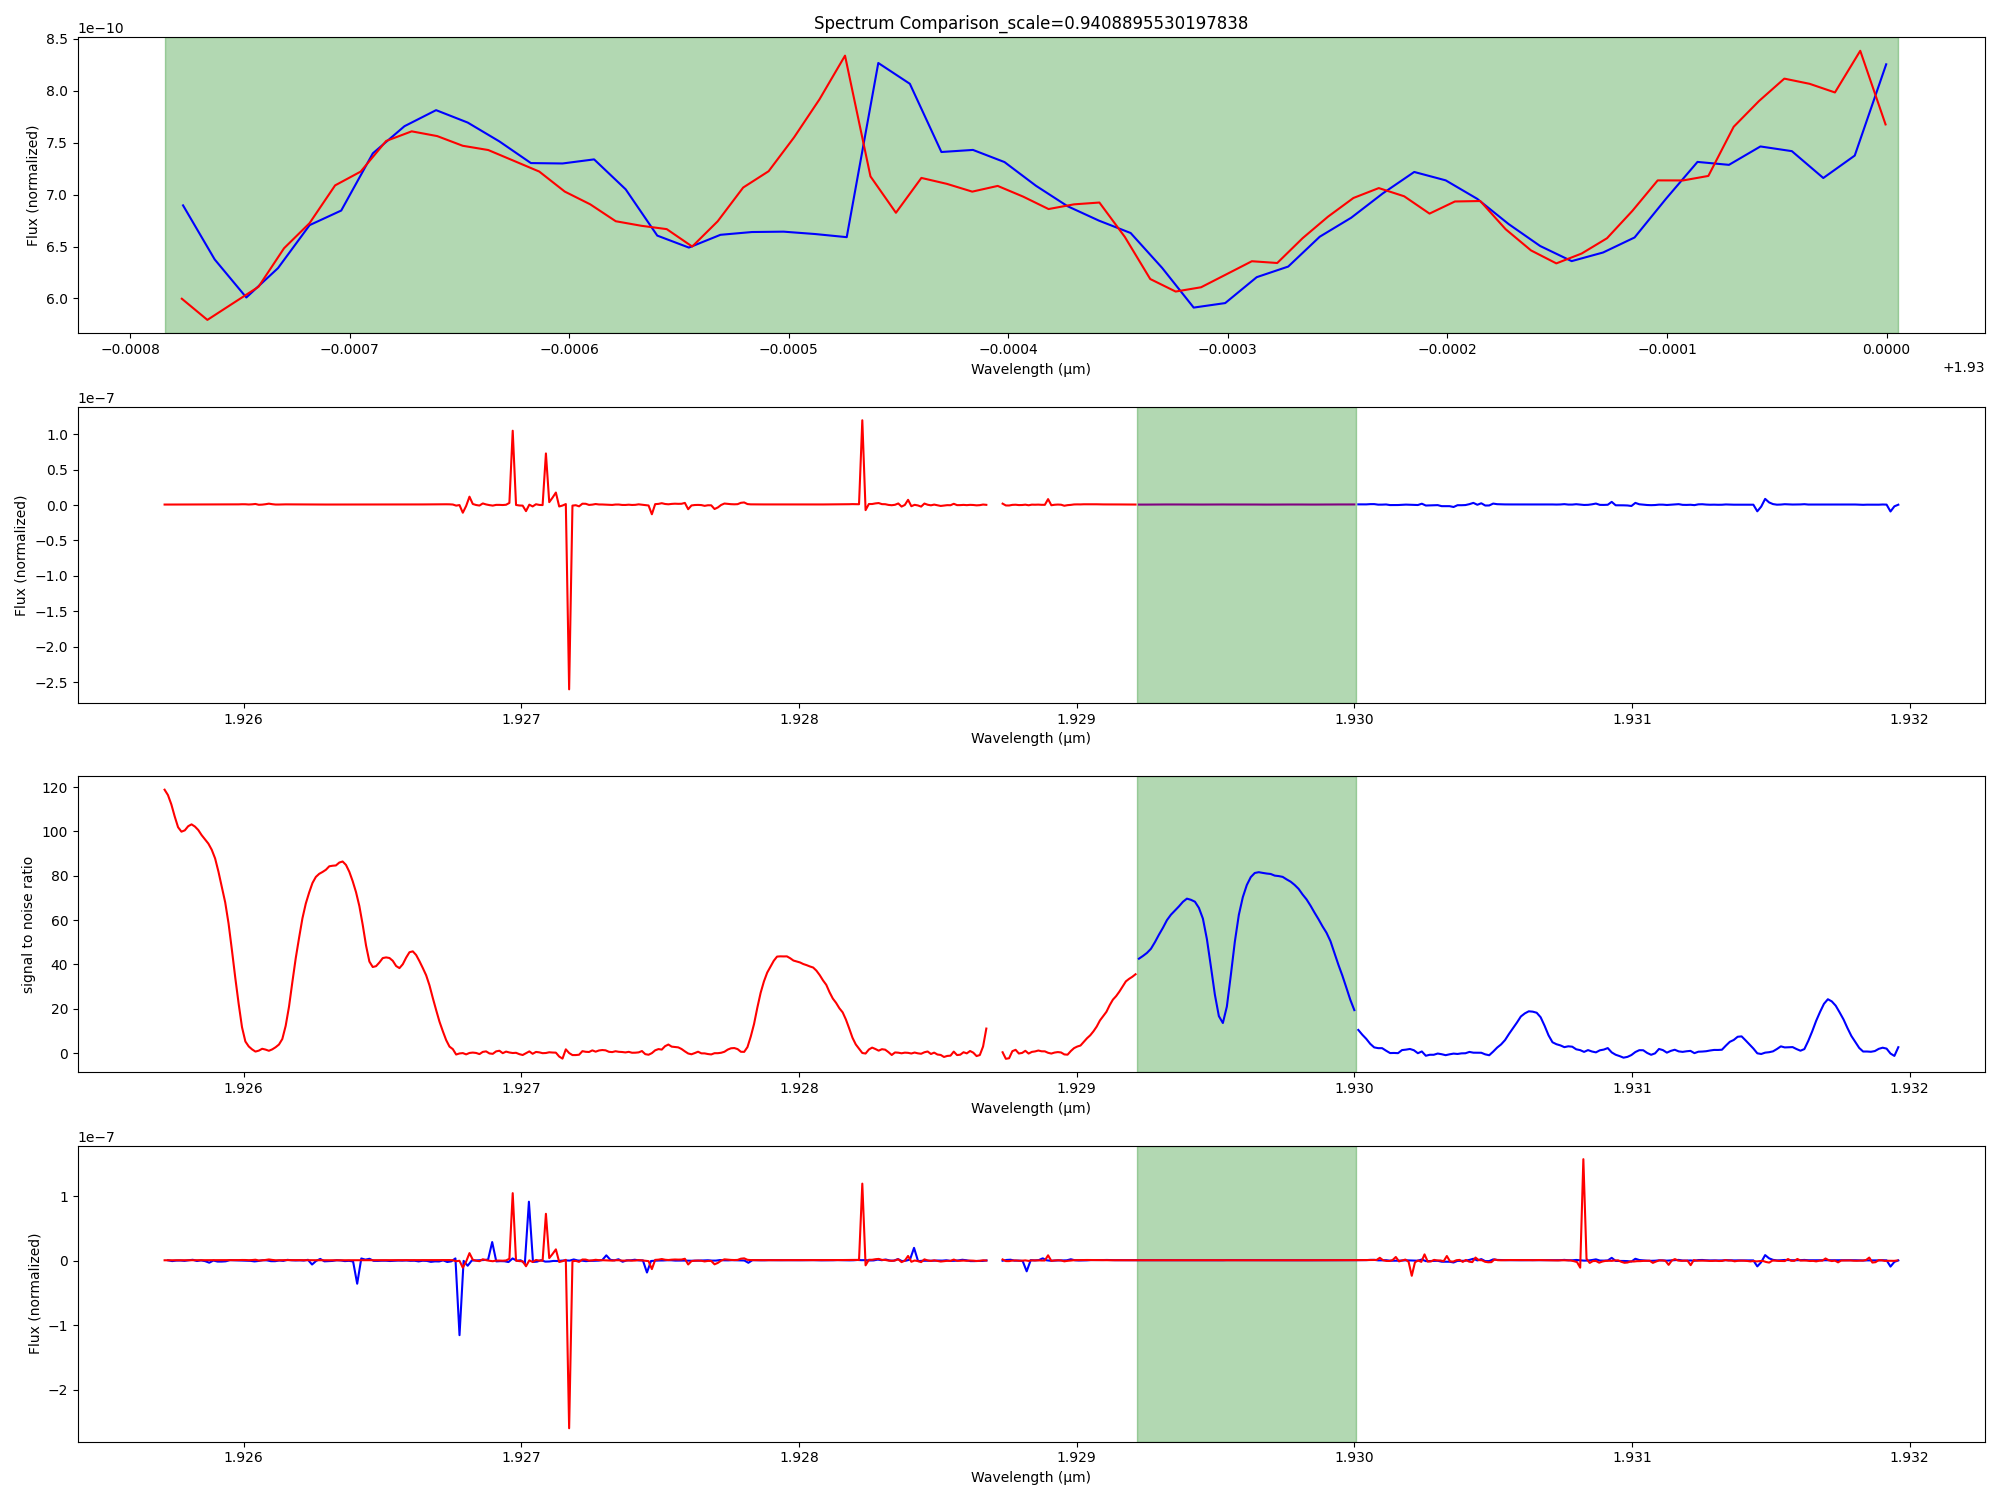 Spectrum Comparison_scale=0.9408895530197838
1e−10
8.5
8.0
7.5
7.0
6.5
6.0
Flux (normalized)
−0.0008 −0.0007 −0.0006 −0.0005 −0.0004 −0.0003 −0.0002 −0.0001 0.0000
+1.93
Wavelength (μm)
1e−7
1.0
0.5
0.0
−0.5
−1.0
−1.5
−2.0
−2.5
Flux (normalized)
1.926 1.927 1.928 1.929 1.930 1.931 1.932
Wavelength (μm)
120
100
80
60
40
20
0
signal to noise ratio
1.926 1.927 1.928 1.929 1.930 1.931 1.932
Wavelength (μm)
1e−7
1
0
−1
−2
Flux (normalized)
1.926 1.927 1.928 1.929 1.930 1.931 1.932
Wavelength (μm)